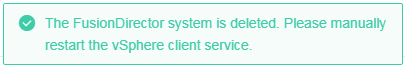 The FusionDirector system is deleted. Please manually
restart the vSphere client service.